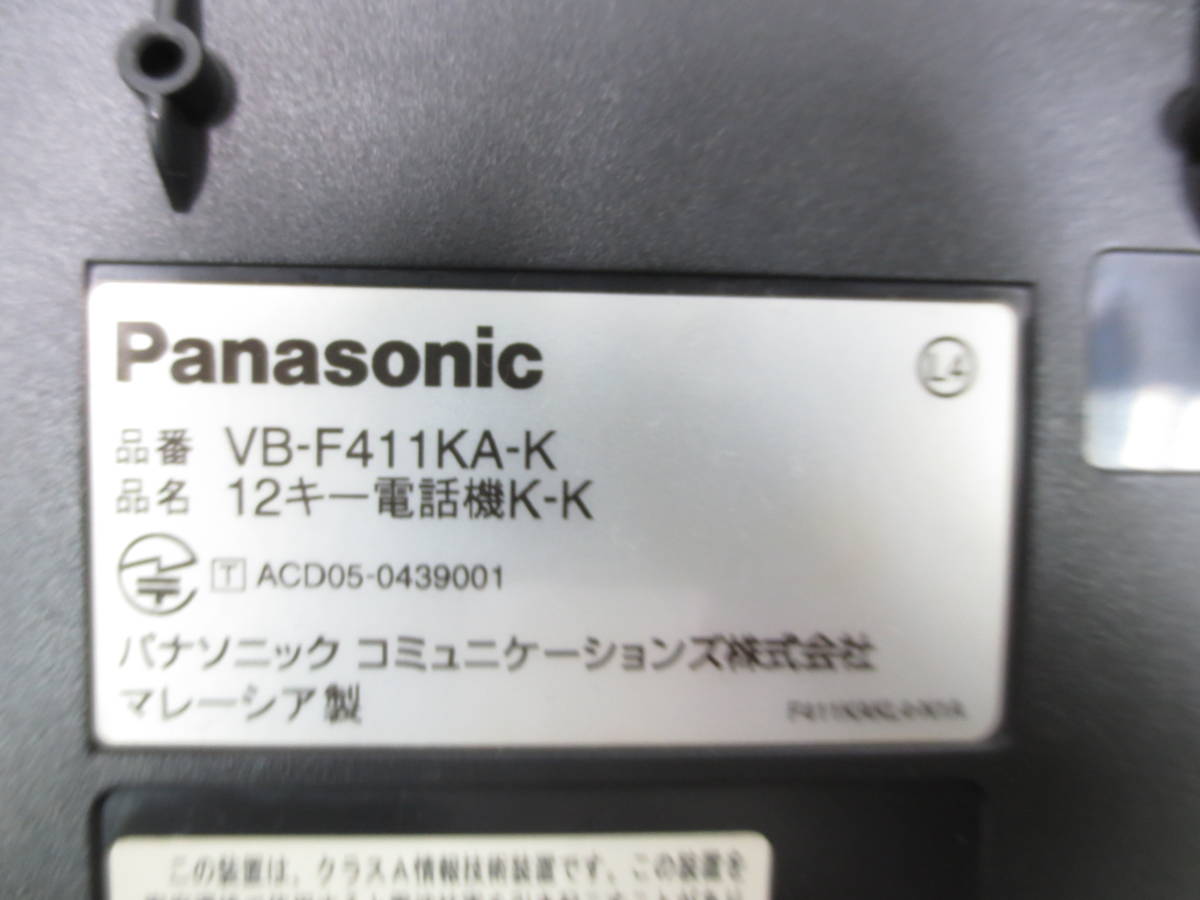 Panasonic
L4
品番 VB-F411KA-K
品名 12キー電話機K-K
T ACD05-0439001
パナソニック コミュニケーションズ株式会社
マレーシア製
この装置は、クラスA情報技術装置です。この装置を